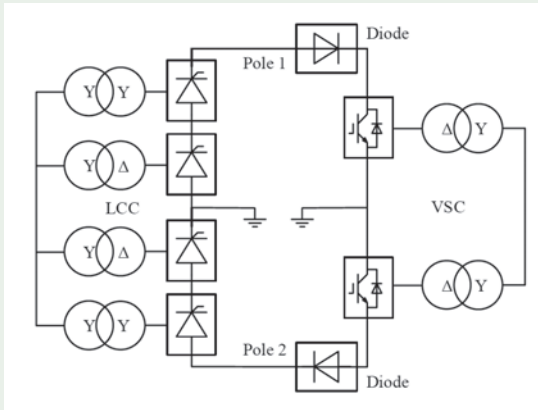 Diode
Pole 1
Y Y
Δ Y
Y Δ
LCC
VSC
Y Δ
Δ Y
Y Y
Pole 2
Diode